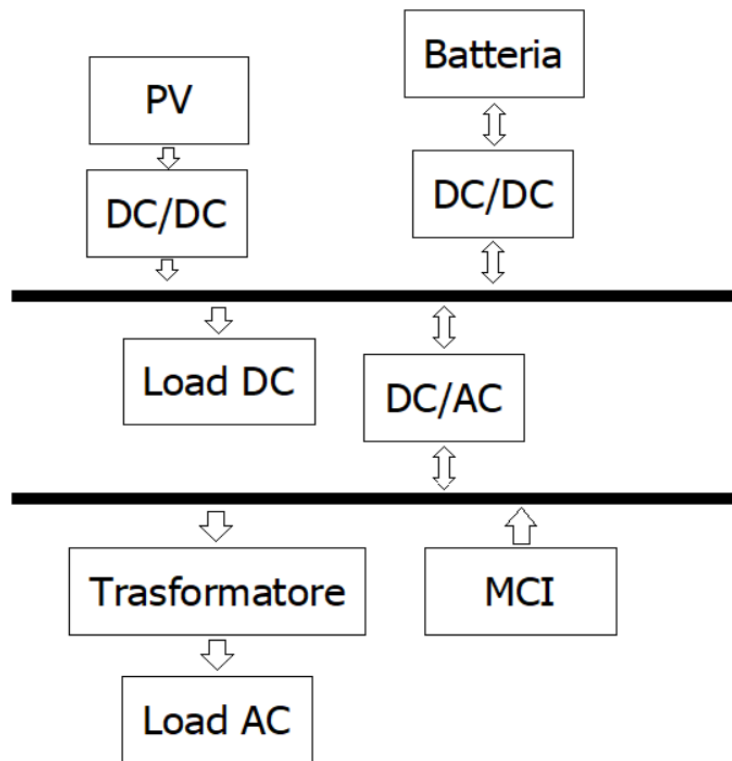 Batteria
PV
DC/DC
DC/DC
Load DC
DC/AC
Trasformatore
MCI
Load AC